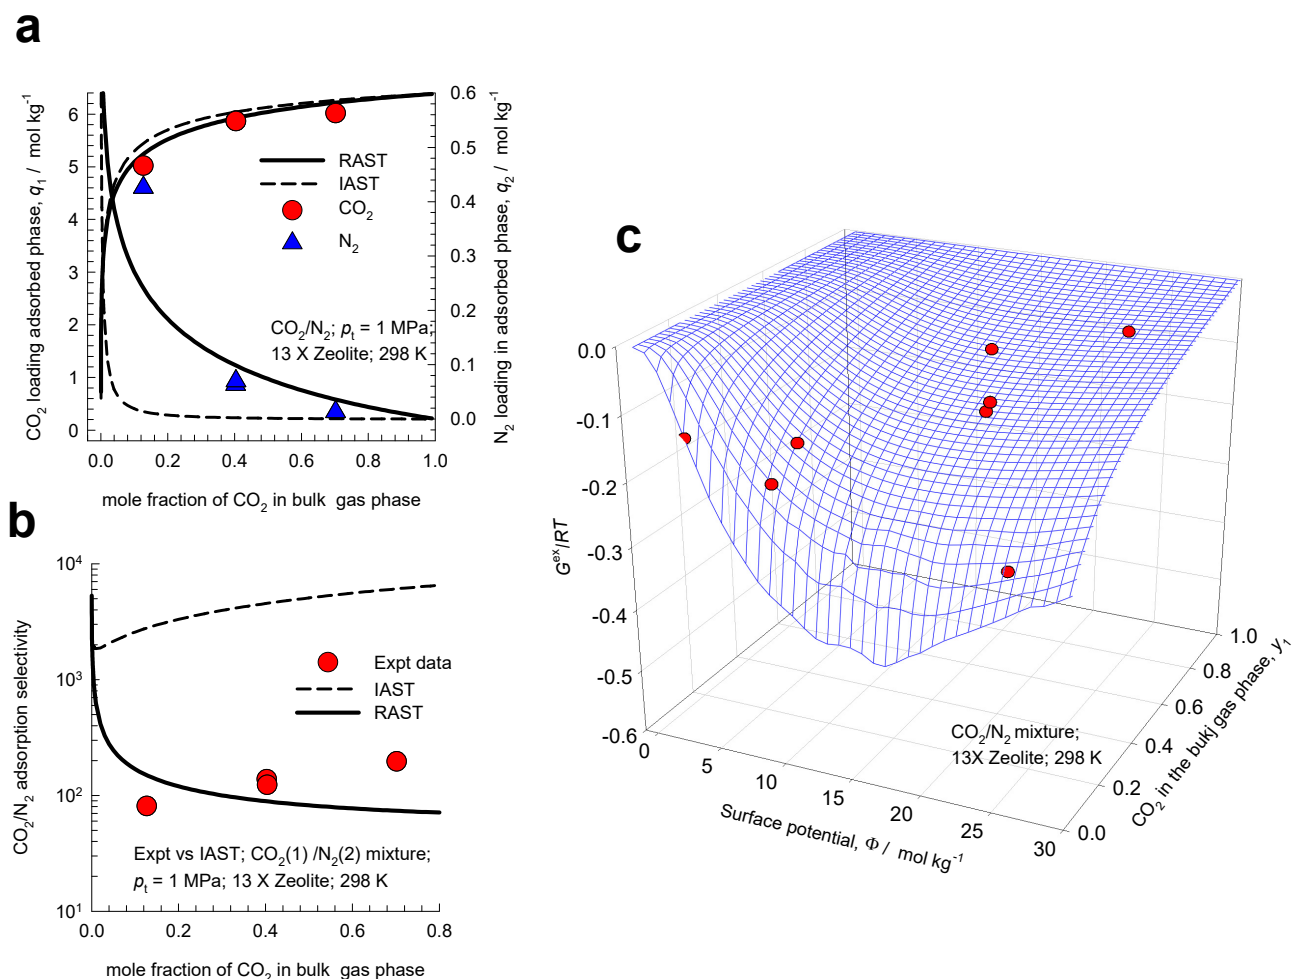 a
CO2 loading adsorbed phase, q1 / mol kg-1
6
5
4
3
2
1
0
0.6
0.5
0.4
0.3
0.2
0.1
0.0
N2 loading in adsorbed phase, q2 / mol kg-1
RAST
IAST
CO2
N2
CO2/N2; pt = 1 MPa;
13 X Zeolite; 298 K
0.0 0.2 0.4 0.6 0.8 1.0
mole fraction of CO2 in bulk gas phase
b
CO2/N2 adsorption selectivity
10^4
10^3
10^2
10^1
Expt data
IAST
RAST
Expt vs IAST; CO2(1) /N2(2) mixture;
pt = 1 MPa; 13 X Zeolite; 298 K
0.0 0.2 0.4 0.6 0.8
mole fraction of CO2 in bulk gas phase
c
G^ex/RT
0.0
-0.1
-0.2
-0.3
-0.4
-0.5
-0.6
0 5 10 15 20 25 30
Surface potential, Φ / mol kg-1
0.0 0.2 0.4 0.6 0.8 1.0
CO2 in the bukj gas phase, y1
CO2/N2 mixture;
13X Zeolite; 298 K